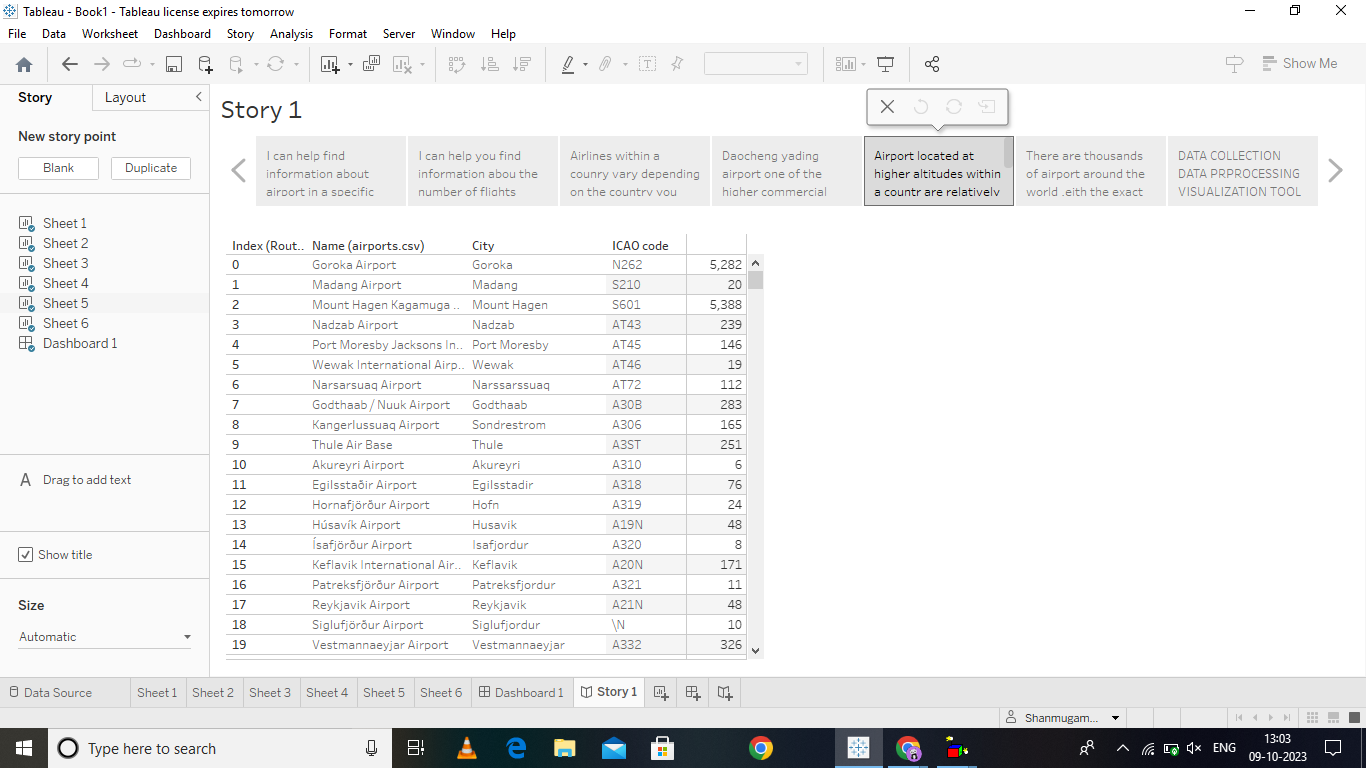 Tableau - Book1 - Tableau license expires tomorrow
File Data Worksheet Dashboard Story Analysis Format Server Window Help
Show Me
Story Layout
New story point
Blank Duplicate
Sheet 1
Sheet 2
Sheet 3
Sheet 4
Sheet 5
Sheet 6
Dashboard 1
A Drag to add text
Show title
Size
Automatic
Story 1
I can help find
information about
airport in a specific
I can help you find
information abou the
number of flights
Airlines within a
counry vary depending
on the country you
Daocheng yading
airport one of the
higher commercial
Airport located at
higher altitudes within
a countr are relatively
There are thousands
of airport around the
world .eith the exact
DATA COLLECTION
DATA PRPROCESSING
VISUALIZATION TOOL
Index (Rout.. Name (airports.csv) City ICAO code
0 Goroka Airport Goroka N262 5,282
1 Madang Airport Madang S210 20
2 Mount Hagen Kagamuga .. Mount Hagen S601 5,388
3 Nadzab Airport Nadzab AT43 239
4 Port Moresby Jacksons In.. Port Moresby AT45 146
5 Wewak International Airp.. Wewak AT46 19
6 Narsarsuaq Airport Narssarssuaq AT72 112
7 Godthaab / Nuuk Airport Godthaab A30B 283
8 Kangerlussuaq Airport Sondrestrom A306 165
9 Thule Air Base Thule A3ST 251
10 Akureyri Airport Akureyri A310 6
11 Egilsstaðir Airport Egilsstadir A318 76
12 Hornafjörður Airport Hofn A319 24
13 Húsavík Airport Husavik A19N 48
14 Ísafjörður Airport Isafjordur A320 8
15 Keflavik International Air.. Keflavik A20N 171
16 Patreksfjörður Airport Patreksfjordur A321 11
17 Reykjavik Airport Reykjavik A21N 48
18 Siglufjörður Airport Siglufjordur \N 10
19 Vestmannaeyjar Airport Vestmannaeyjar A332 326
Data Source Sheet 1 Sheet 2 Sheet 3 Sheet 4 Sheet 5 Sheet 6 Dashboard 1 Story 1
Shanmugam...
Type here to search
ENG
13:03
09-10-2023